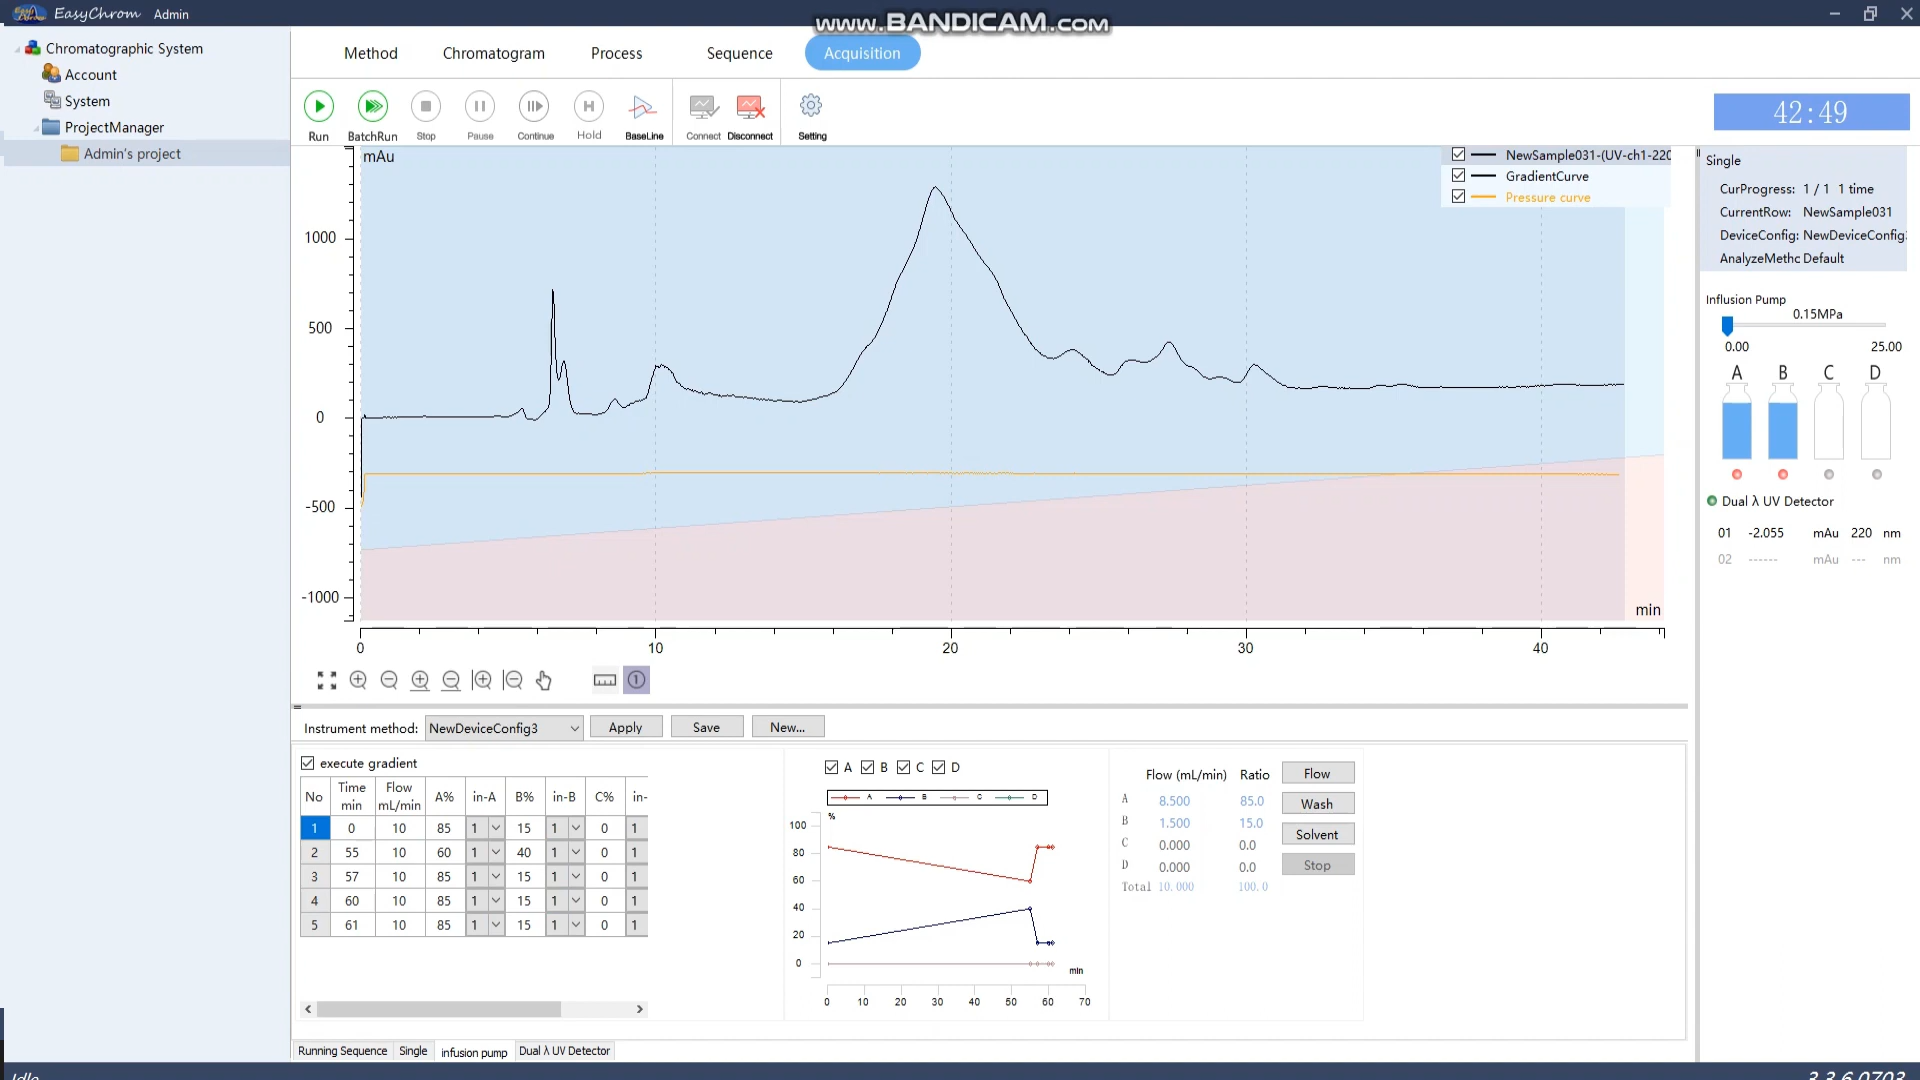 EasyChrom Admin
www.BANDICAM.com
Chromatographic System
Account
System
ProjectManager
Admin's project
Method Chromatogram Process Sequence Acquisition
Run BatchRun Stop Pause Continue Hold BaseLine Connect Disconnect Setting
42:49
mAu
1000
500
0
-500
-1000
min
0 10 20 30 40
NewSample031-(UV-ch1-220
GradientCurve
Pressure curve
Single
CurProgress: 1 / 1 1 time
CurrentRow: NewSample031
DeviceConfig: NewDeviceConfig3
AnalyzeMethc Default
Influsion Pump
0.15MPa
0.00 25.00
A B C D
Dual λ UV Detector
01 -2.055 mAu 220 nm
02 ------ mAu --- nm
Instrument method: NewDeviceConfig3 Apply Save New...
execute gradient
No Time min Flow mL/min A% in-A B% in-B C% in-
1 0 10 85 1 15 1 0 1
2 55 10 60 1 40 1 0 1
3 57 10 85 1 15 1 0 1
4 60 10 85 1 15 1 0 1
5 61 10 85 1 15 1 0 1
A B C D
A B C D
%
100
80
60
40
20
0
min
0 10 20 30 40 50 60 70
Flow (mL/min) Ratio Flow
A 8.500 85.0
Wash
B 1.500 15.0
Solvent
C 0.000 0.0
D 0.000 0.0
Stop
Total 10.000 100.0
Running Sequence Single infusion pump Dual λ UV Detector
Idle
3.3.6.0703